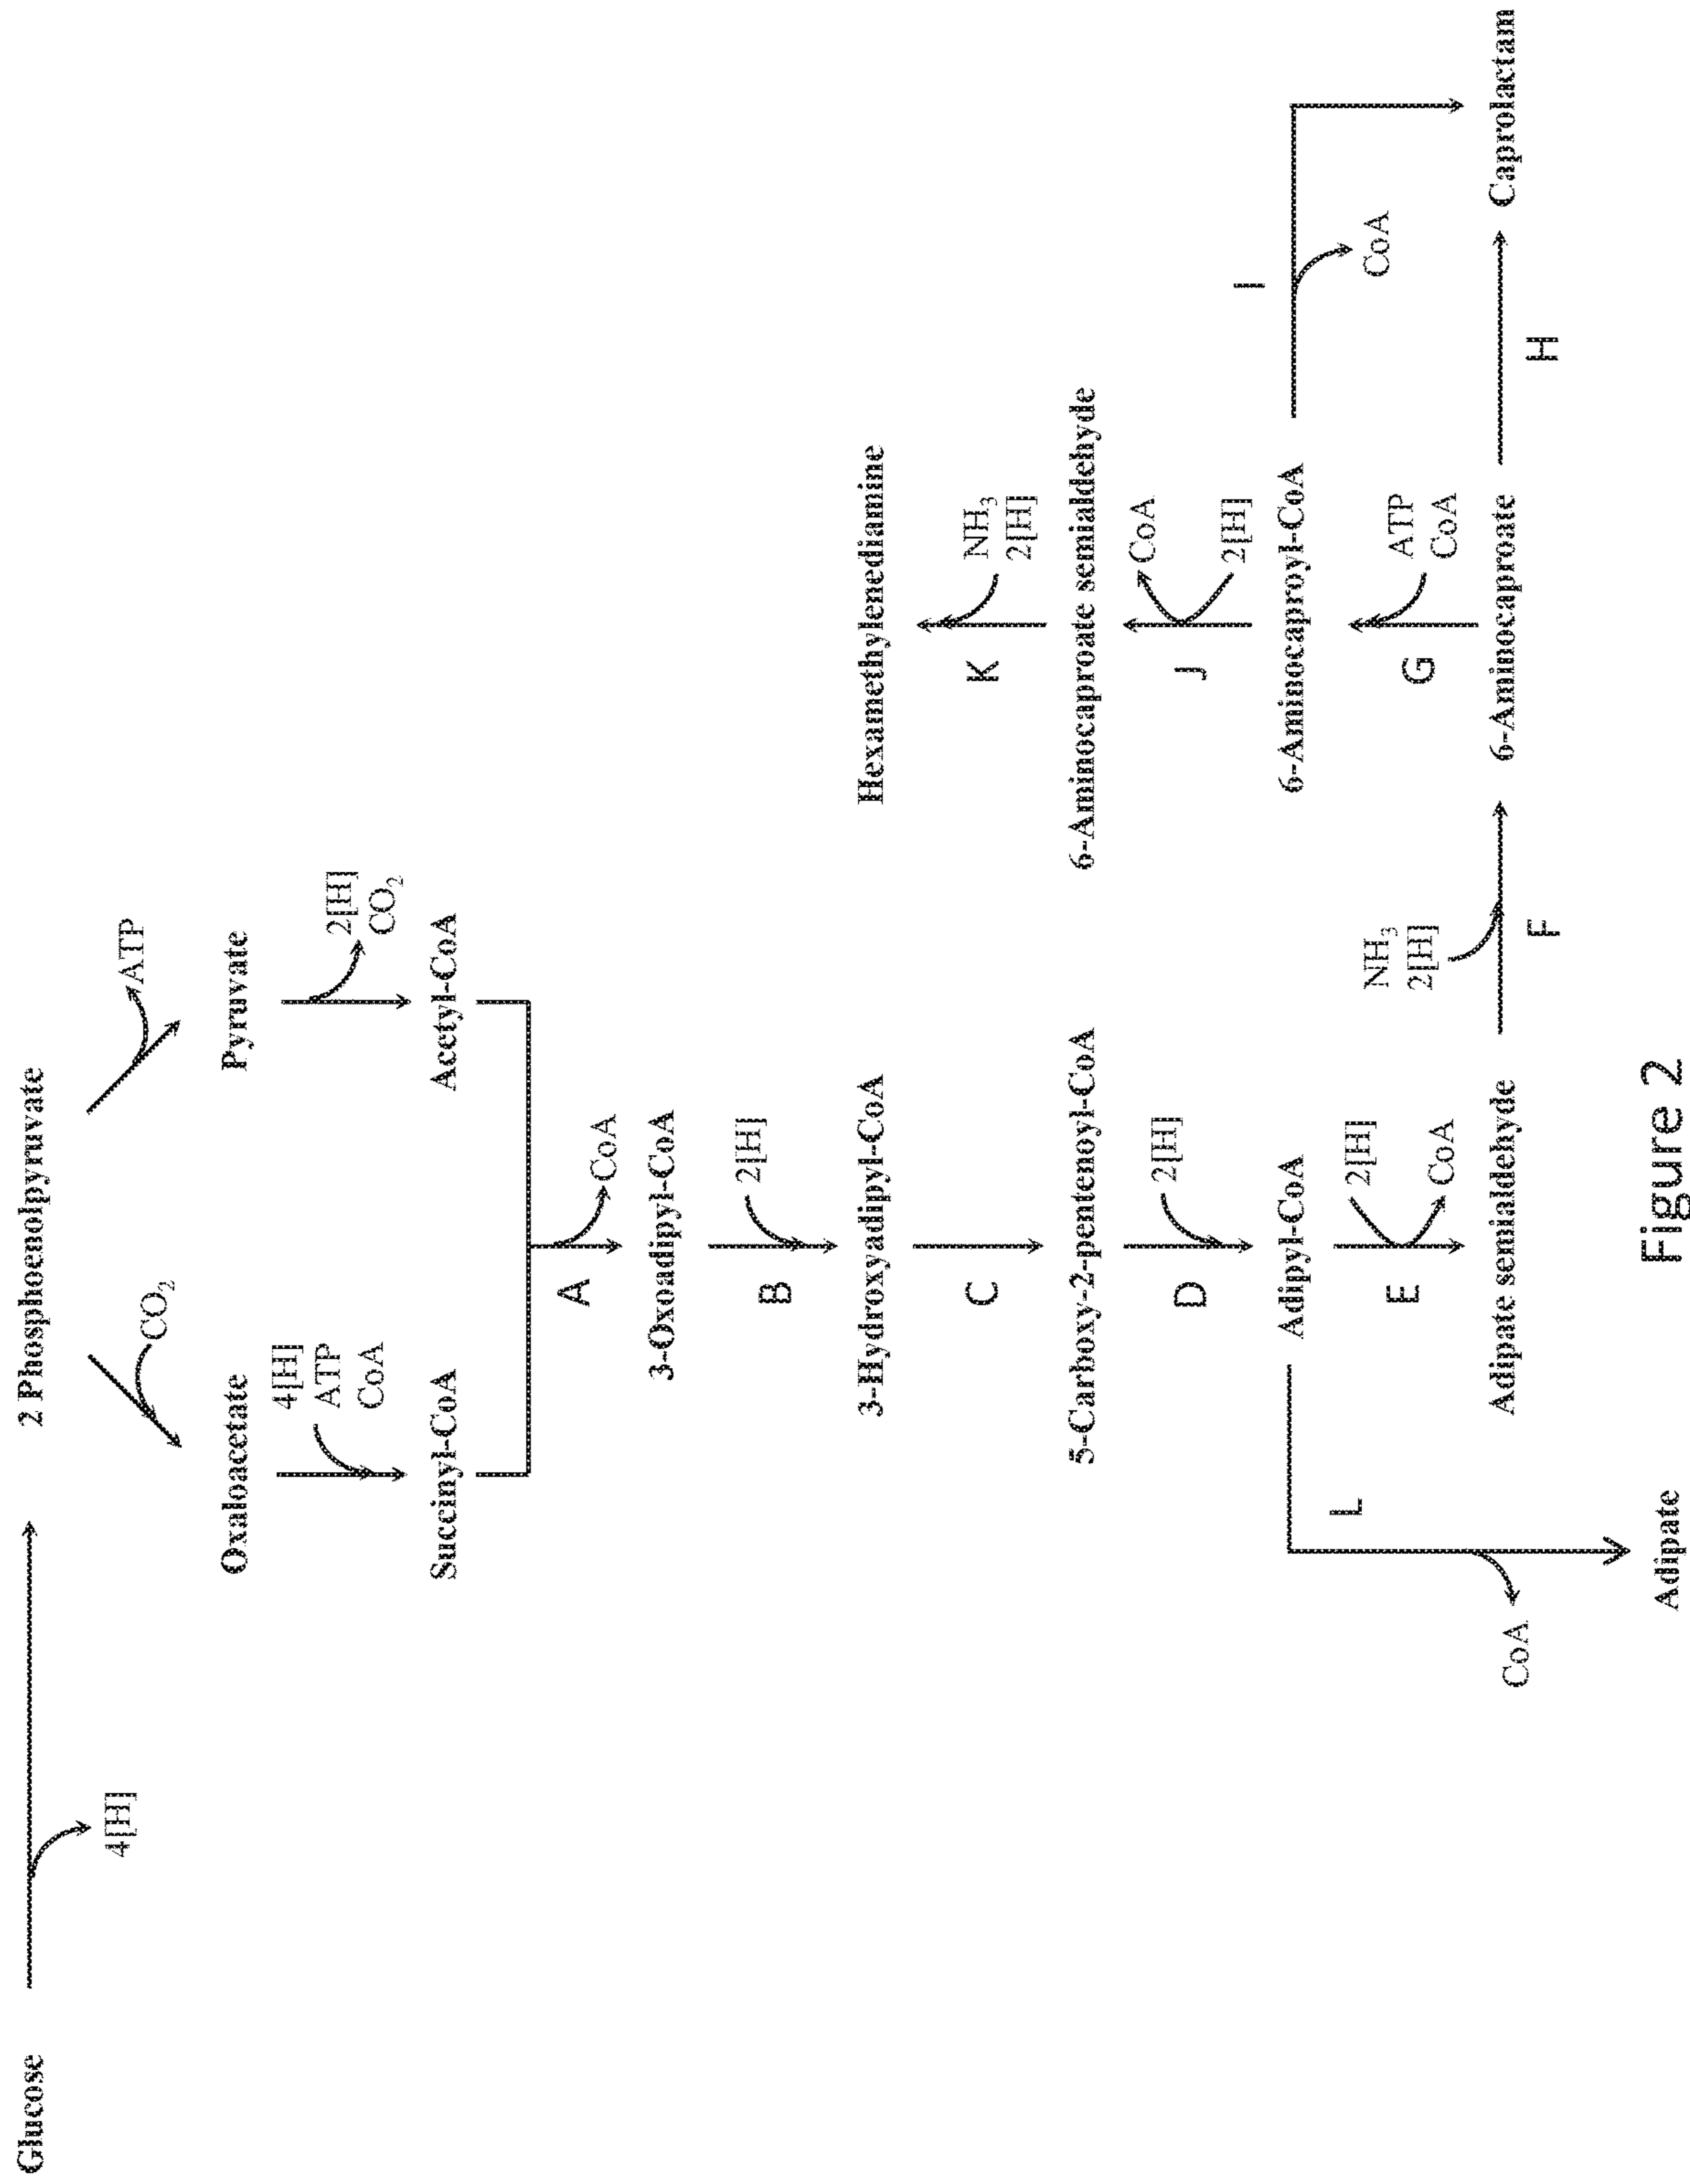 Glucose
4[H]
2 Phosphoenolpyruvate
CO2
ATP
Oxaloacetate
Pyruvate
4[H]
ATP
CoA
2[H]
CO2
Succinyl-CoA
Acetyl-CoA
A
CoA
3-Oxoadipyl-CoA
B
2[H]
3-Hydroxyadipyl-CoA
C
5-Carboxy-2-pentenoyl-CoA
D
2[H]
Adipyl-CoA
L
CoA
Adipate
E
2[H]
CoA
Adipate semialdehyde
NH3
2[H]
F
Hexamethylenediamine
K
NH3
2[H]
6-Aminocaproate semialdehyde
J
CoA
2[H]
6-Aminocaproyl-CoA
I
CoA
G
ATP
CoA
6-Aminocaproate
H
Caprolactam
Figure 2